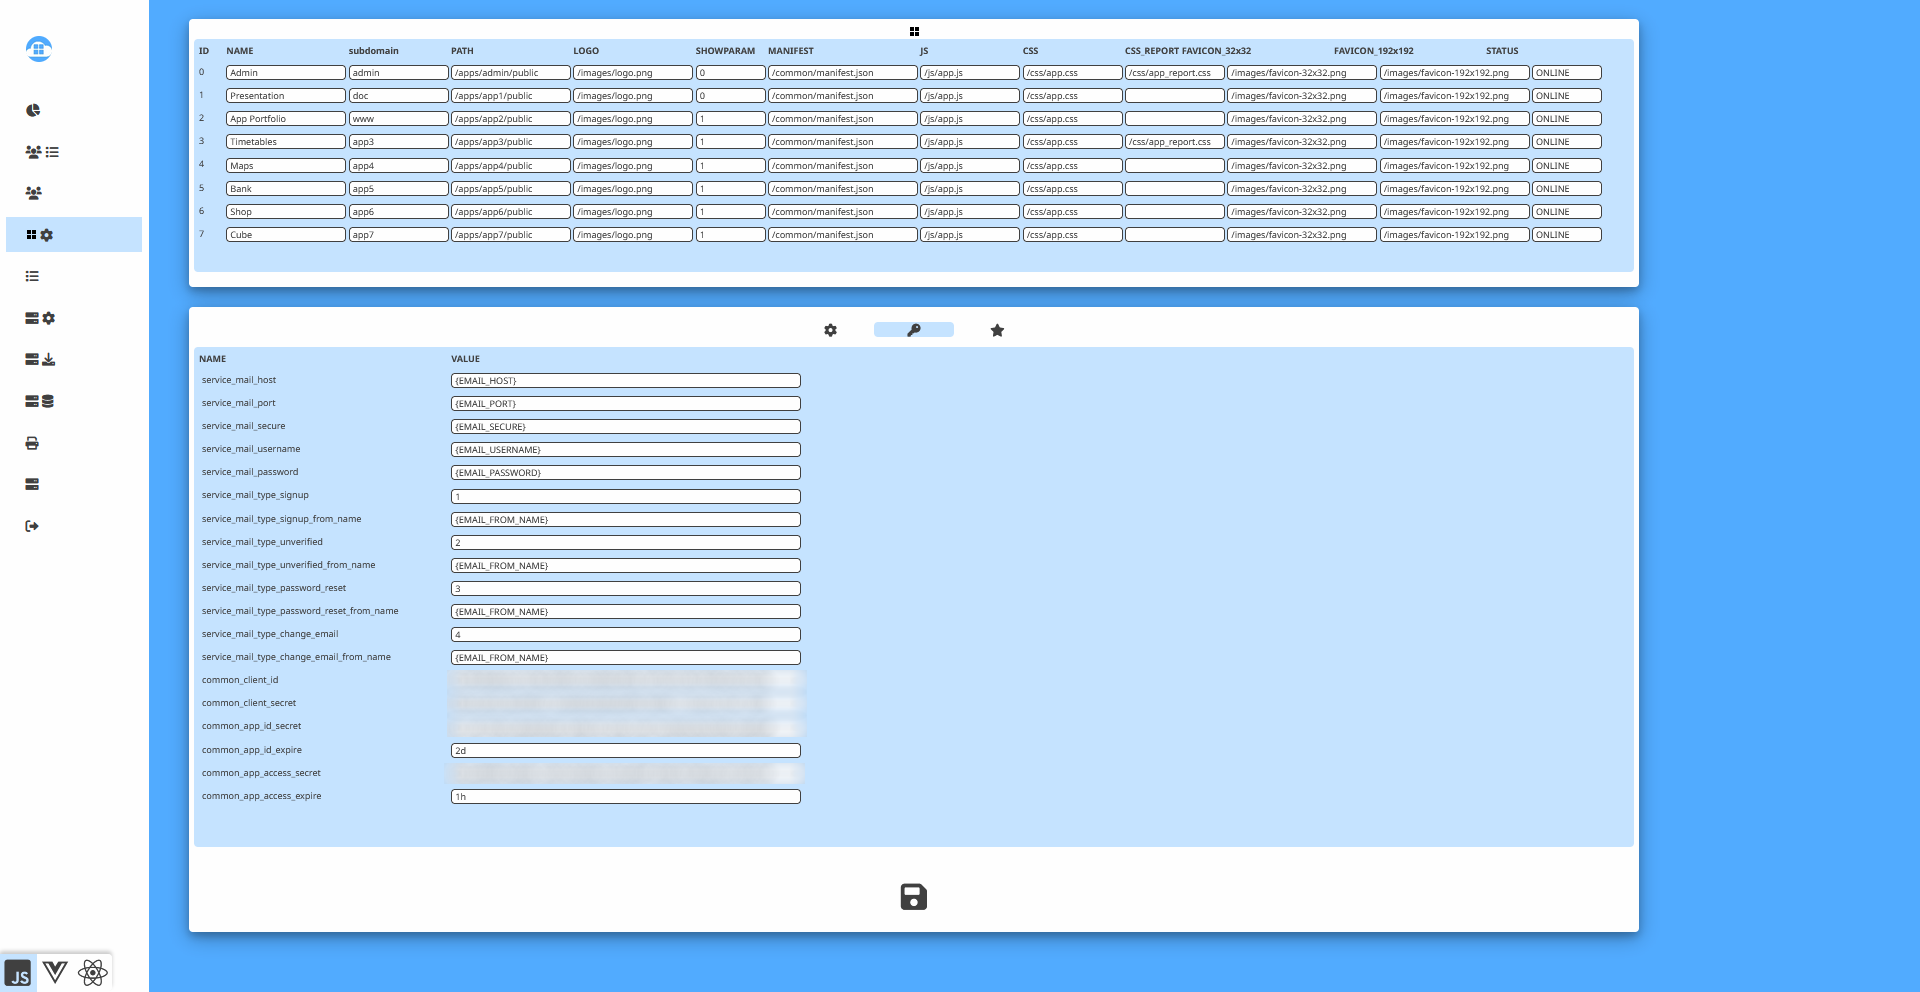 ID NAME subdomain PATH LOGO SHOWPARAM MANIFEST JS CSS CSS_REPORT FAVICON_32x32 FAVICON_192x192 STATUS
0 Admin admin /apps/admin/public /images/logo.png 0 /common/manifest.json /js/app.js /css/app.css /css/app_report.css /images/favicon-32x32.png /images/favicon-192x192.png ONLINE
1 Presentation doc /apps/app1/public /images/logo.png 0 /common/manifest.json /js/app.js /css/app.css /images/favicon-32x32.png /images/favicon-192x192.png ONLINE
2 App Portfolio www /apps/app2/public /images/logo.png 1 /common/manifest.json /js/app.js /css/app.css /images/favicon-32x32.png /images/favicon-192x192.png ONLINE
3 Timetables app3 /apps/app3/public /images/logo.png 1 /common/manifest.json /js/app.js /css/app.css /css/app_report.css /images/favicon-32x32.png /images/favicon-192x192.png ONLINE
4 Maps app4 /apps/app4/public /images/logo.png 1 /common/manifest.json /js/app.js /css/app.css /images/favicon-32x32.png /images/favicon-192x192.png ONLINE
5 Bank app5 /apps/app5/public /images/logo.png 1 /common/manifest.json /js/app.js /css/app.css /images/favicon-32x32.png /images/favicon-192x192.png ONLINE
6 Shop app6 /apps/app6/public /images/logo.png 1 /common/manifest.json /js/app.js /css/app.css /images/favicon-32x32.png /images/favicon-192x192.png ONLINE
7 Cube app7 /apps/app7/public /images/logo.png 1 /common/manifest.json /js/app.js /css/app.css /images/favicon-32x32.png /images/favicon-192x192.png ONLINE
NAME VALUE
service_mail_host {EMAIL_HOST}
service_mail_port {EMAIL_PORT}
service_mail_secure {EMAIL_SECURE}
service_mail_username {EMAIL_USERNAME}
service_mail_password {EMAIL_PASSWORD}
service_mail_type_signup 1
service_mail_type_signup_from_name {EMAIL_FROM_NAME}
service_mail_type_unverified 2
service_mail_type_unverified_from_name {EMAIL_FROM_NAME}
service_mail_type_password_reset 3
service_mail_type_password_reset_from_name {EMAIL_FROM_NAME}
service_mail_type_change_email 4
service_mail_type_change_email_from_name {EMAIL_FROM_NAME}
common_client_id
common_client_secret
common_app_id_secret
common_app_id_expire 2d
common_app_access_secret
common_app_access_expire 1h
JS